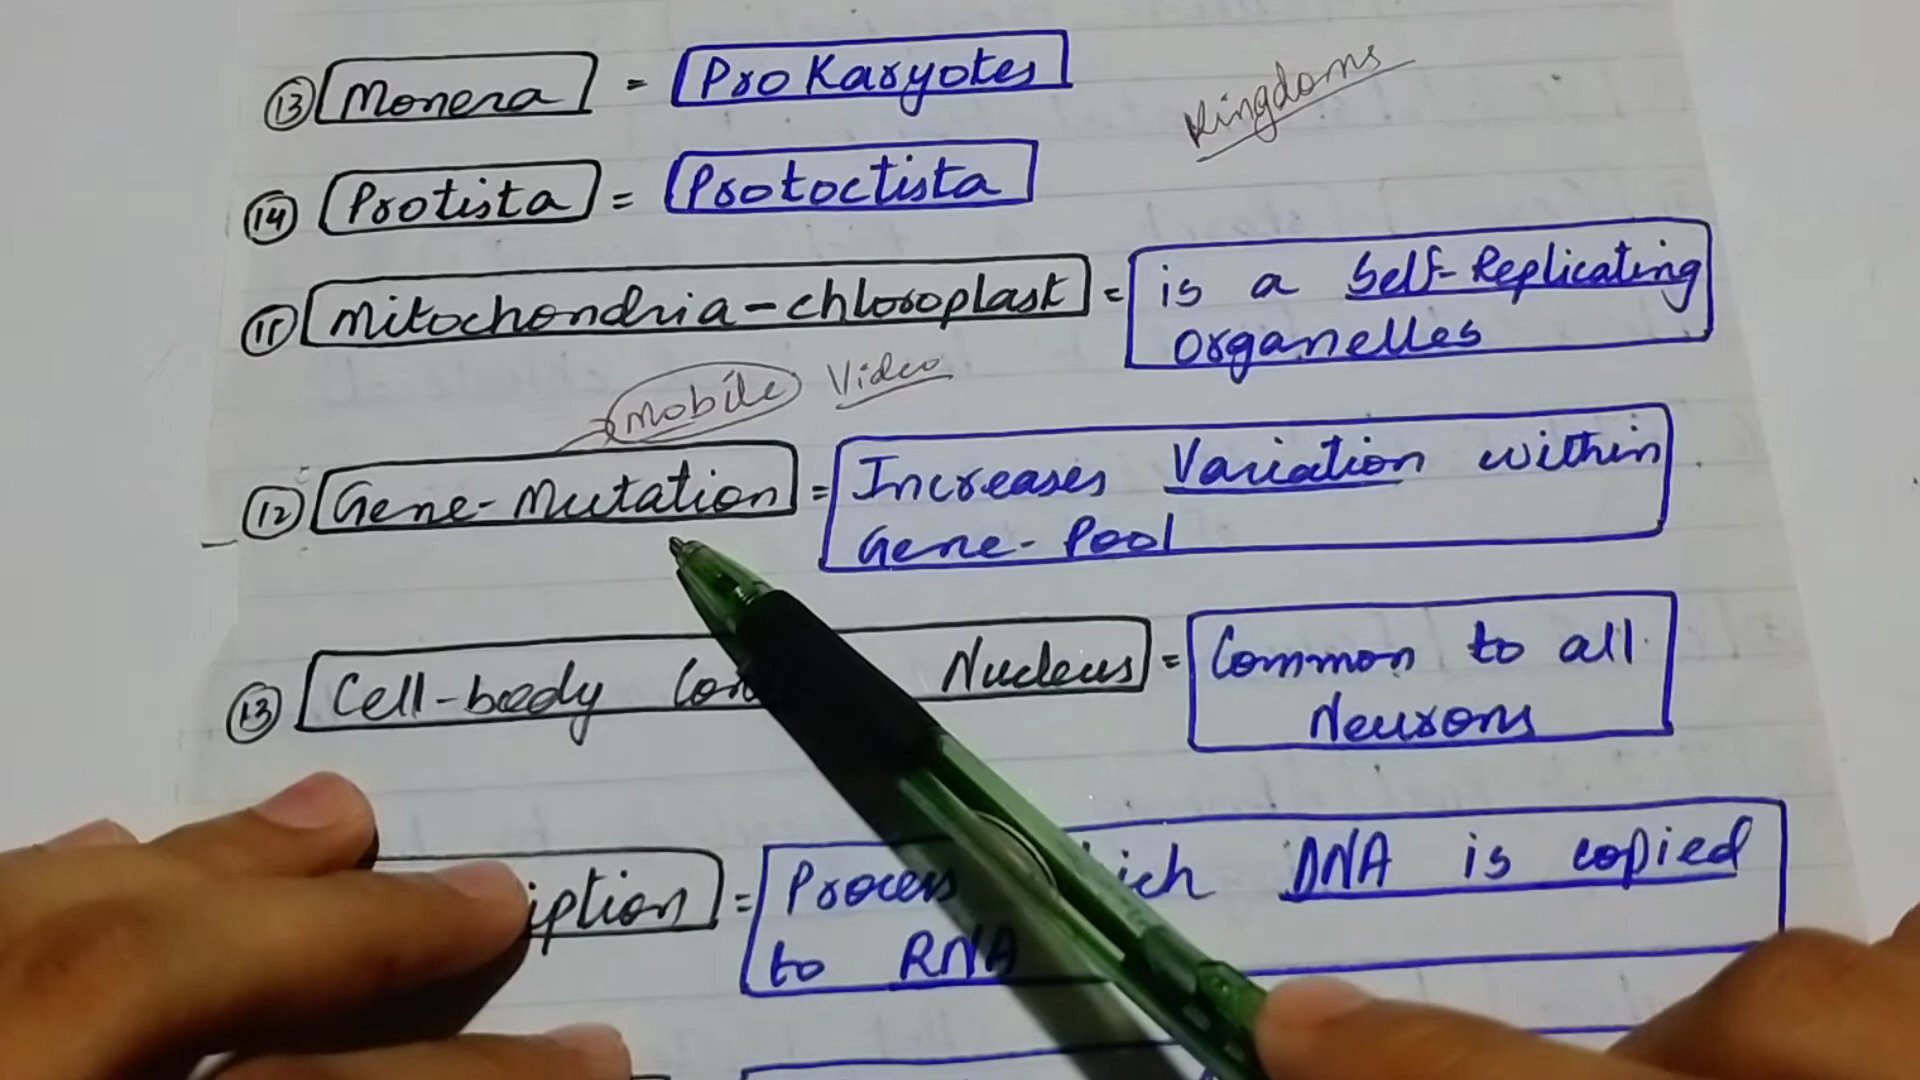 13 Monera = Prokaryotes
Kingdoms
14 Protista = Protoctista
11 Mitochondria - chloroplast = is a Self-Replicating
organelles
Mobile Video
12 Gene-Mutation = Increases Variation within
Gene-Pool
13 Cell-body Nucleus = Common to all
Neurons
iption = Process ich DNA is copied
to RNA